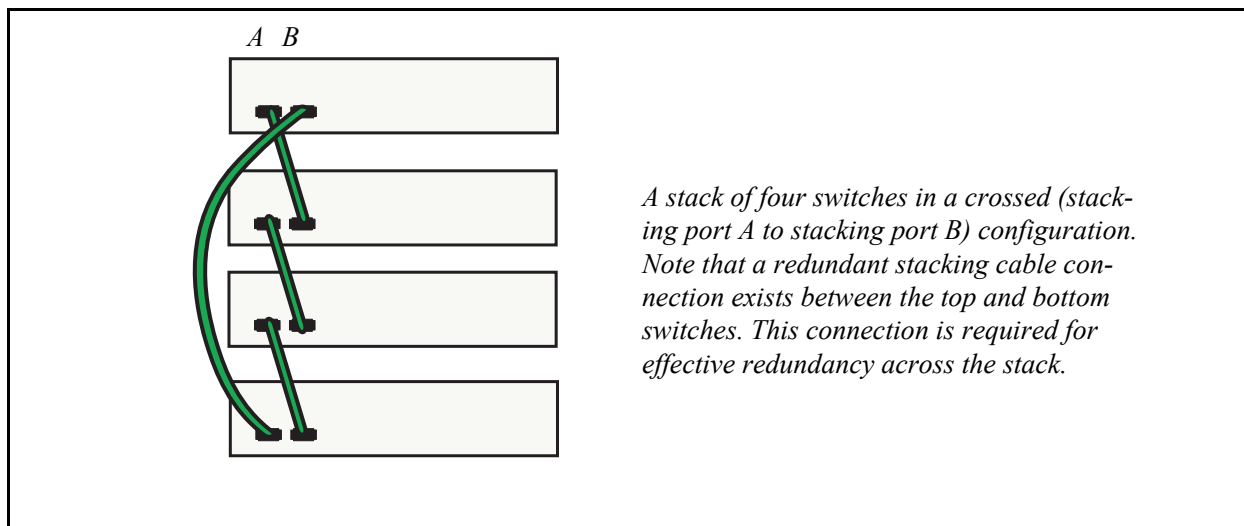 A B
A stack of four switches in a crossed (stack-
ing port A to stacking port B) configuration.
Note that a redundant stacking cable con-
nection exists between the top and bottom
switches. This connection is required for
effective redundancy across the stack.